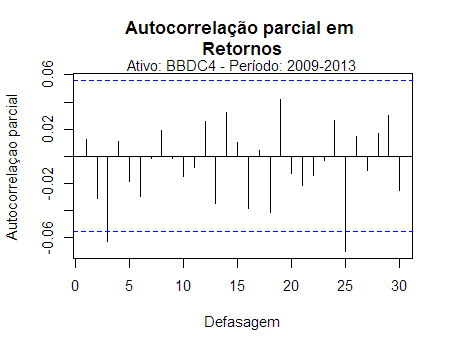 Autocorrelação parcial em
Retornos
Ativo: BBDC4 - Período: 2009-2013
Autocorrelaçao parcial
0.06
0.02
-0.02
-0.06
0 5 10 15 20 25 30
Defasagem